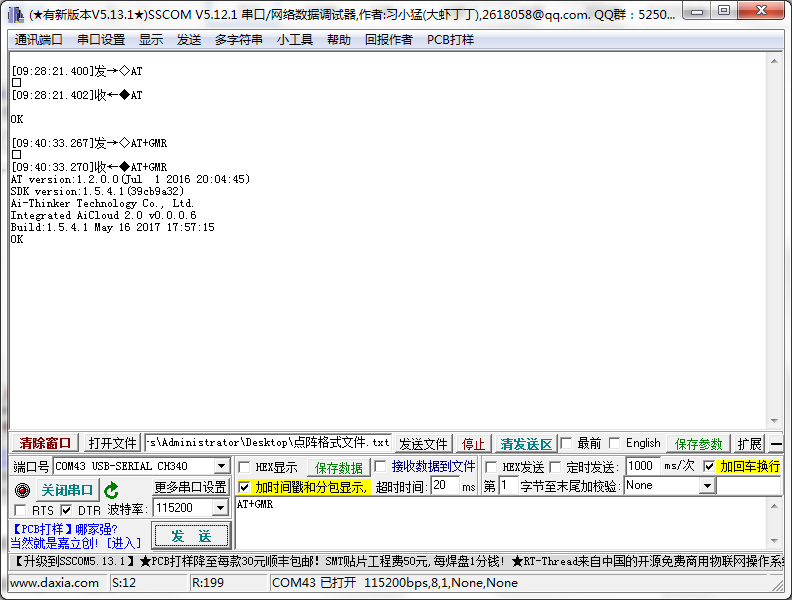 (★有新版本V5.13.1★)SSCOM V5.12.1 串口/网络数据调试器,作者:习小猛(大虾丁丁),2618058@qq.com. QQ群：5250...
通讯端口 串口设置 显示 发送 多字符串 小工具 帮助 回报作者 PCB打样
[09:28:21.400]发→◇AT
□
[09:28:21.402]收←◆AT
OK
[09:40:33.267]发→◇AT+GMR
□
[09:40:33.270]收←◆AT+GMR
AT version:1.2.0.0(Jul  1 2016 20:04:45)
SDK version:1.5.4.1(39cb9a32)
Ai-Thinker Technology Co., Ltd.
Integrated AiCloud 2.0 v0.0.0.6
Build:1.5.4.1 May 16 2017 17:57:15
OK
清除窗口 打开文件 s\Administrator\Desktop\点阵格式文件.txt 发送文件 停止 清发送区 最前 English 保存参数 扩展 —
端口号 COM43 USB-SERIAL CH340 HEX显示 保存数据 接收数据到文件 HEX发送 定时发送: 1000 ms/次 加回车换行
关闭串口 更多串口设置 加时间戳和分包显示, 超时时间: 20 ms 第 1 字节至末尾加校验: None
RTS DTR 波特率: 115200 AT+GMR
【PCB打样】哪家强?
当然就是嘉立创! [进入] 发 送
【升级到SSCOM5.13.1】★PCB打样降至每款30元顺丰包邮! SMT贴片工程费50元,每焊盘1分钱! ★RT-Thread来自中国的开源免费商用物联网操作系
www.daxia.com S:12 R:199 COM43 已打开 115200bps,8,1,None,None